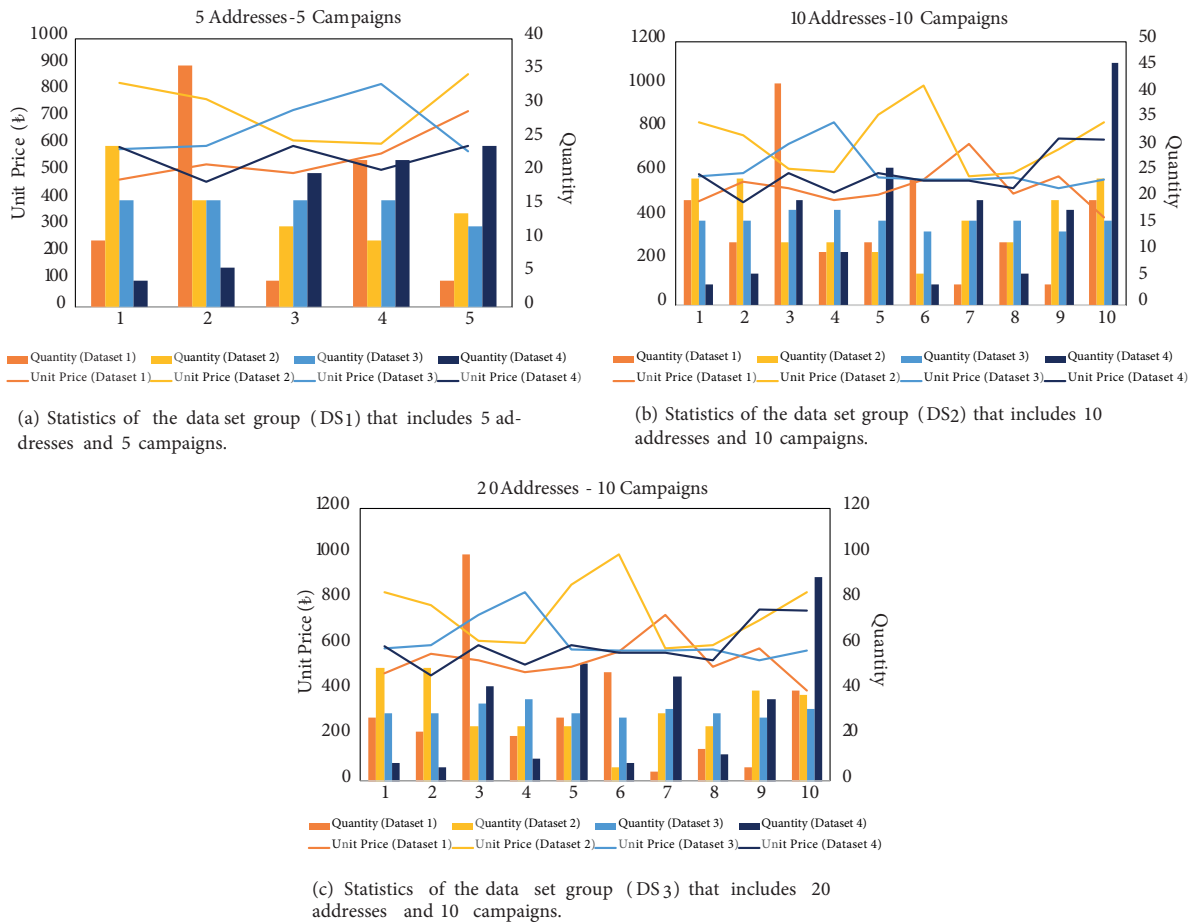 5 Addresses-5 Campaigns
1000
900
800
700
600
500
400
300
200
100
0
Unit Price (₺)
40
35
30
25
20
15
10
5
0
Quantity
1 2 3 4 5
Quantity (Dataset 1) Quantity (Dataset 2) Quantity (Dataset 3) Quantity (Dataset 4)
Unit Price (Dataset 1) Unit Price (Dataset 2) Unit Price (Dataset 3) Unit Price (Dataset 4)
(a) Statistics of the data set group (DS1) that includes 5 ad-
dresses and 5 campaigns.
10 Addresses-10 Campaigns
1200
1000
800
600
400
200
0
Unit Price (₺)
50
45
40
35
30
25
20
15
10
5
0
Quantity
1 2 3 4 5 6 7 8 9 10
Quantity (Dataset 1) Quantity (Dataset 2) Quantity (Dataset 3) Quantity (Dataset 4)
Unit Price (Dataset 1) Unit Price (Dataset 2) Unit Price (Dataset 3) Unit Price (Dataset 4)
(b) Statistics of the data set group (DS2) that includes 10
addresses and 10 campaigns.
20 Addresses - 10 Campaigns
1200
1000
800
600
400
200
0
Unit Price (₺)
120
100
80
60
40
20
0
Quantity
1 2 3 4 5 6 7 8 9 10
Quantity (Dataset 1) Quantity (Dataset 2) Quantity (Dataset 3) Quantity (Dataset 4)
Unit Price (Dataset 1) Unit Price (Dataset 2) Unit Price (Dataset 3) Unit Price (Dataset 4)
(c) Statistics of the data set group (DS3) that includes 20
addresses and 10 campaigns.